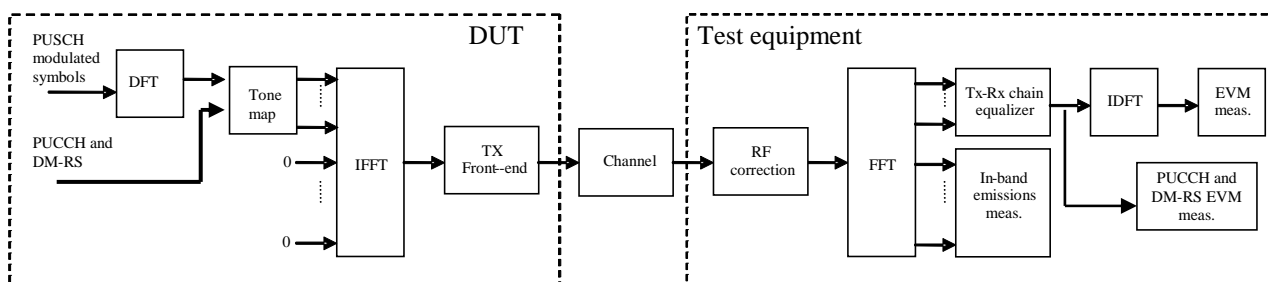 DUT
Test equipment
PUSCH
modulated
symbols
DFT
Tone
map
PUCCH and
DM-RS
0
0
IFFT
TX
Front--end
Channel
RF
correction
FFT
Tx-Rx chain
equalizer
In-band
emissions
meas.
IDFT
EVM
meas.
PUCCH and
DM-RS EVM
meas.